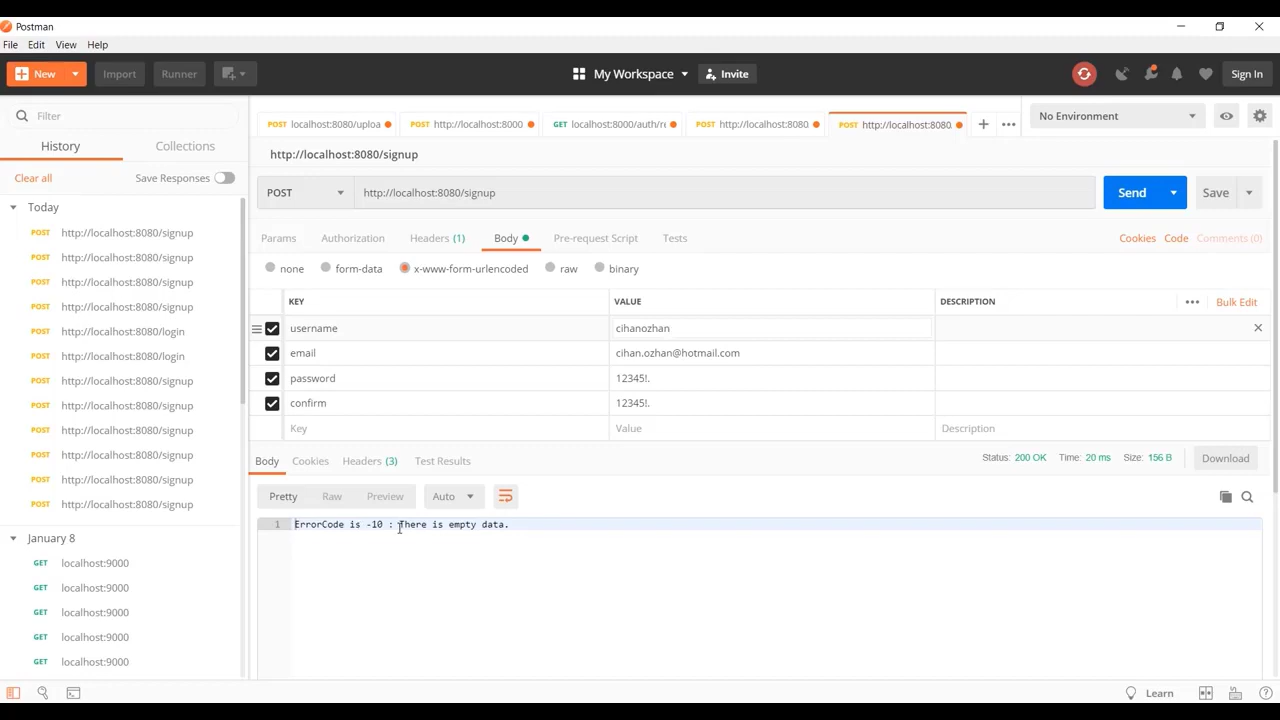 Postman
File Edit View Help
New Import Runner My Workspace Invite Sign In
Filter
History Collections
Clear all Save Responses
Today
POST http://localhost:8080/signup
POST http://localhost:8080/signup
POST http://localhost:8080/signup
POST http://localhost:8080/signup
POST http://localhost:8080/login
POST http://localhost:8080/login
POST http://localhost:8080/signup
POST http://localhost:8080/signup
POST http://localhost:8080/signup
POST http://localhost:8080/signup
POST http://localhost:8080/signup
POST http://localhost:8080/signup
January 8
GET localhost:9000
GET localhost:9000
GET localhost:9000
GET localhost:9000
GET localhost:9000
POST localhost:8080/uploa POST http://localhost:8000 GET localhost:8000/auth/re POST http://localhost:8080 POST http://localhost:8080, No Environment
http://localhost:8080/signup
POST http://localhost:8080/signup Send Save
Params Authorization Headers (1) Body Pre-request Script Tests Cookies Code Comments (0)
none form-data x-www-form-urlencoded raw binary
KEY VALUE DESCRIPTION Bulk Edit
username cihanozhan
email cihan.ozhan@hotmail.com
password 12345!.
confirm 12345!.
Key Value Description
Body Cookies Headers (3) Test Results Status: 200 OK Time: 20 ms Size: 156 B Download
Pretty Raw Preview Auto
1 ErrorCode is -10 : There is empty data.
Learn